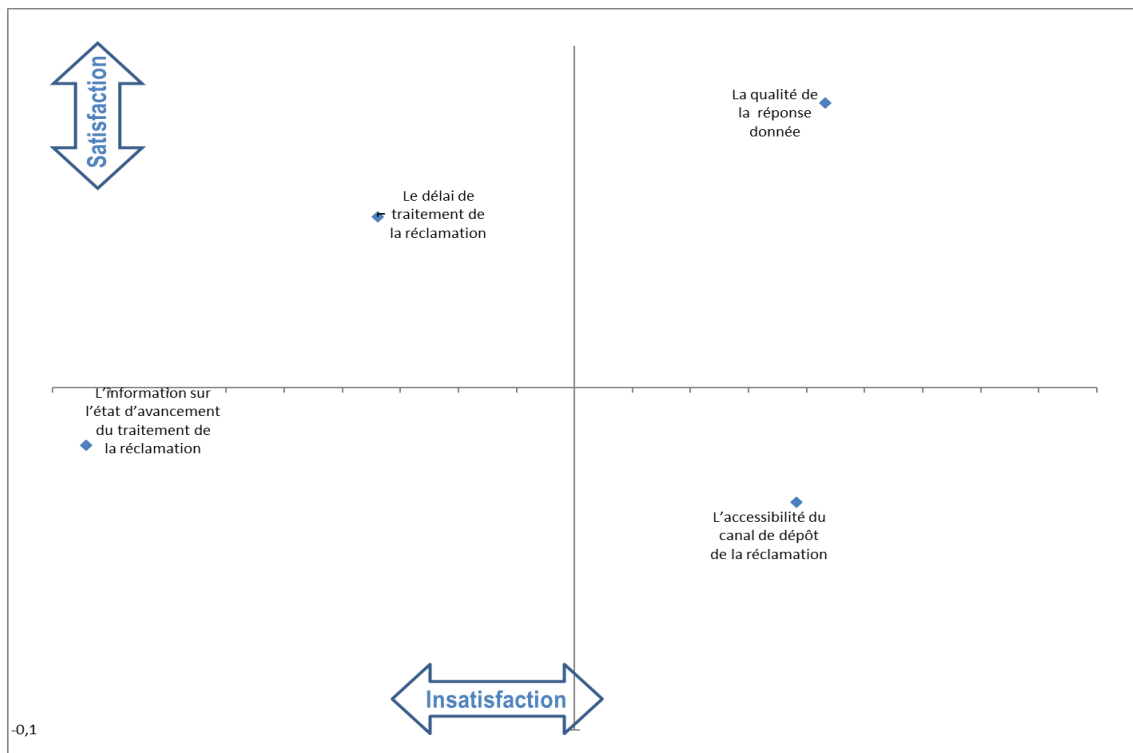 Satisfaction
La qualité de
la réponse
donnée
Le délai de
traitement de
la réclamation
L'information sur
l'état d'avancement
du traitement de
la réclamation
L'accessibilité du
canal de dépôt
de la réclamation
Insatisfaction
-0,1